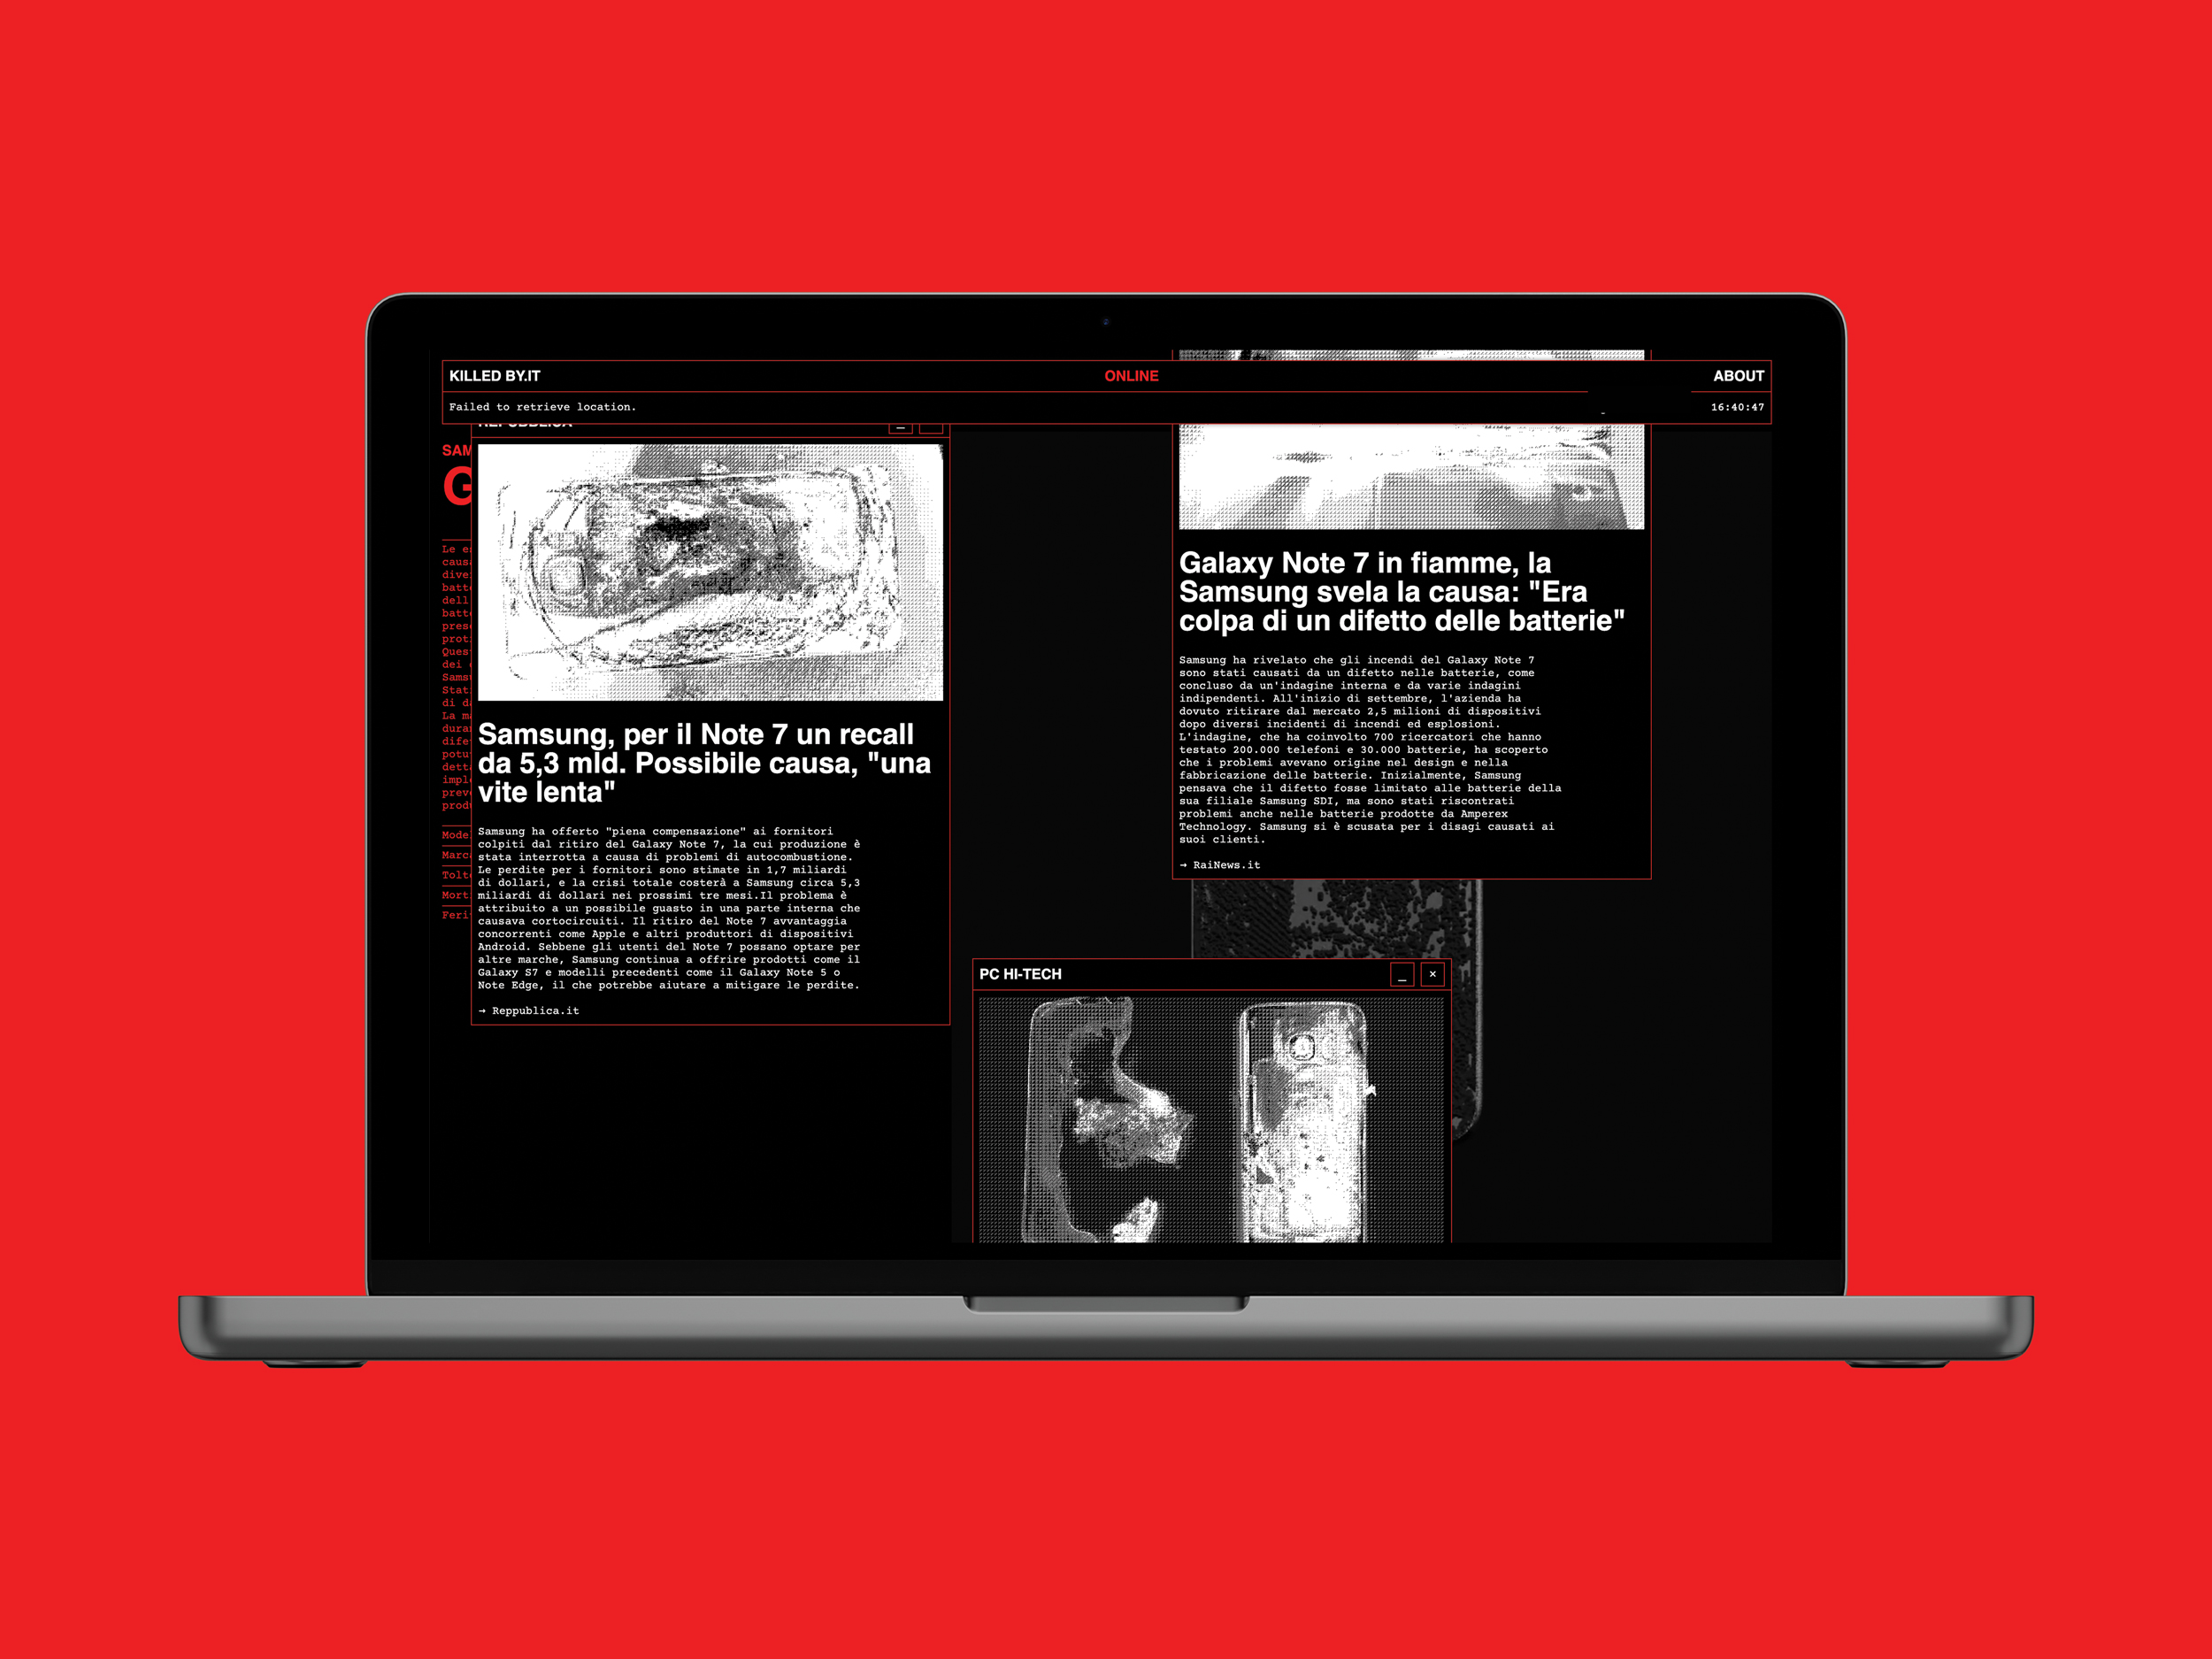 KILLED BY.IT
ONLINE
ABOUT
Failed to retrieve location.
16:40:47
REPUBBLICA
SAM
G
Le e
caus
dive
batt
dell
batt
pres
prot
Ques
dei
Sams
Stat
di d
La m
dura
dife
potu
dett
impl
prev
prod
Mode
Marc
Tolt
Mort
Feri
Samsung, per il Note 7 un recall
da 5,3 mld. Possibile causa, "una
vite lenta"
Samsung ha offerto "piena compensazione" ai fornitori
colpiti dal ritiro del Galaxy Note 7, la cui produzione è
stata interrotta a causa di problemi di autocombustione.
Le perdite per i fornitori sono stimate in 1,7 miliardi
di dollari, e la crisi totale costerà a Samsung circa 5,3
miliardi di dollari nei prossimi tre mesi.Il problema è
attribuito a un possibile guasto in una parte interna che
causava cortocircuiti. Il ritiro del Note 7 avvantaggia
concorrenti come Apple e altri produttori di dispositivi
Android. Sebbene gli utenti del Note 7 possano optare per
altre marche, Samsung continua a offrire prodotti come il
Galaxy S7 e modelli precedenti come il Galaxy Note 5 o
Note Edge, il che potrebbe aiutare a mitigare le perdite.
→ Reppublica.it
Galaxy Note 7 in fiamme, la
Samsung svela la causa: "Era
colpa di un difetto delle batterie"
Samsung ha rivelato che gli incendi del Galaxy Note 7
sono stati causati da un difetto nelle batterie, come
concluso da un'indagine interna e da varie indagini
indipendenti. All'inizio di settembre, l'azienda ha
dovuto ritirare dal mercato 2,5 milioni di dispositivi
dopo diversi incidenti di incendi ed esplosioni.
L'indagine, che ha coinvolto 700 ricercatori che hanno
testato 200.000 telefoni e 30.000 batterie, ha scoperto
che i problemi avevano origine nel design e nella
fabbricazione delle batterie. Inizialmente, Samsung
pensava che il difetto fosse limitato alle batterie della
sua filiale Samsung SDI, ma sono stati riscontrati
problemi anche nelle batterie prodotte da Amperex
Technology. Samsung si è scusata per i disagi causati ai
suoi clienti.
→ RaiNews.it
PC HI-TECH